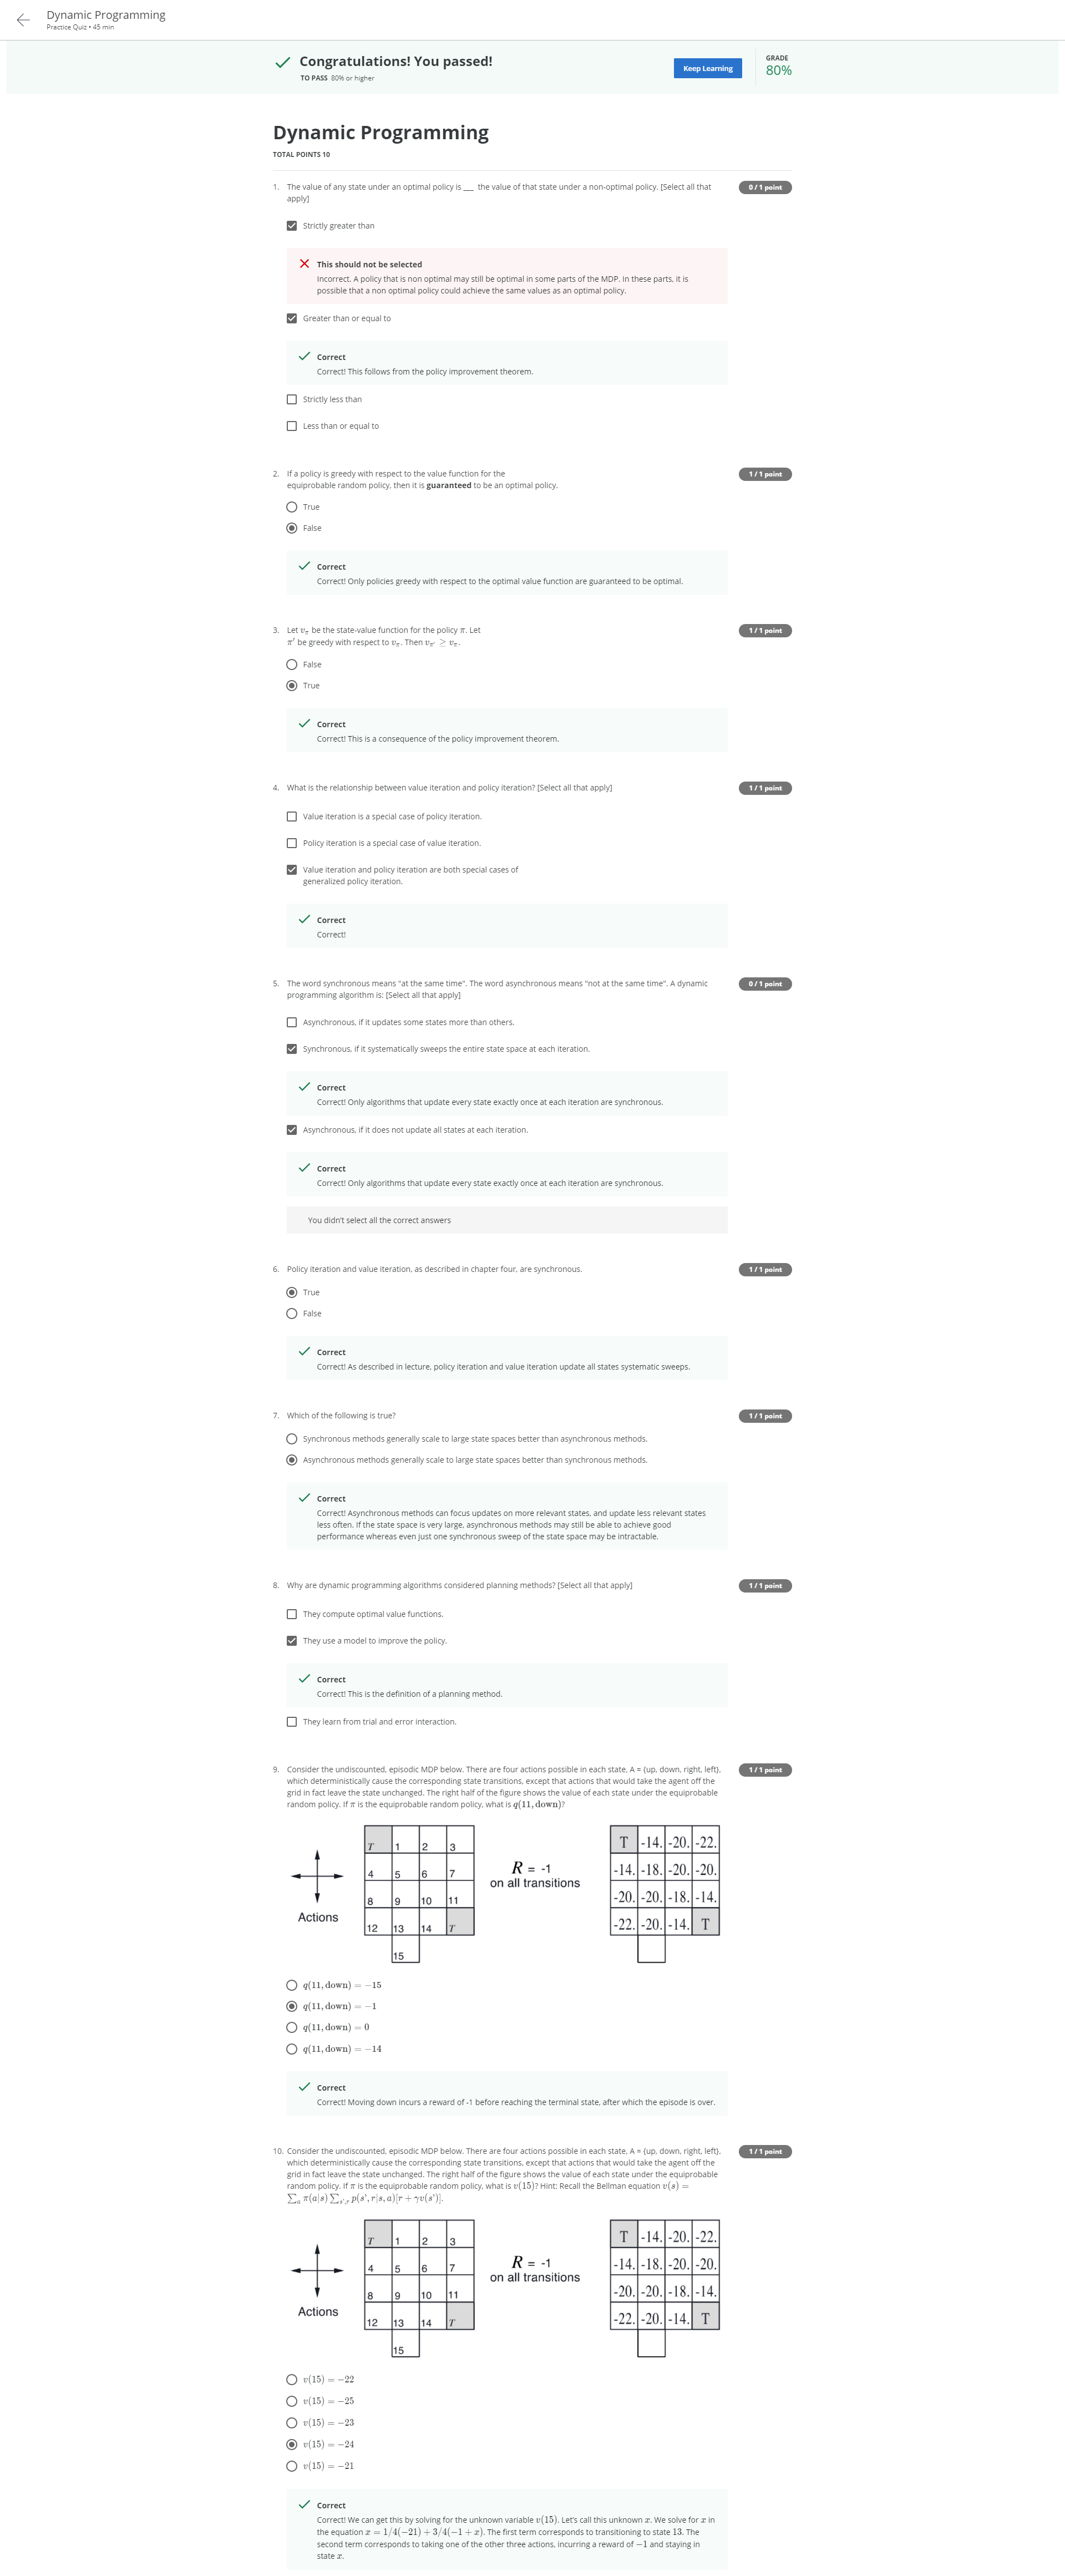 Dynamic Programming
Practice Quiz • 45 min
Congratulations! You passed!
TO PASS 80% or higher
Keep Learning
GRADE
80%
Dynamic Programming
TOTAL POINTS 10
1. The value of any state under an optimal policy is ___ the value of that state under a non-optimal policy. [Select all that
apply]
0 / 1 point
Strictly greater than
This should not be selected
Incorrect. A policy that is non optimal may still be optimal in some parts of the MDP. In these parts, it is
possible that a non optimal policy could achieve the same values as an optimal policy.
Greater than or equal to
Correct
Correct! This follows from the policy improvement theorem.
Strictly less than
Less than or equal to
2. If a policy is greedy with respect to the value function for the
equiprobable random policy, then it is guaranteed to be an optimal policy.
1 / 1 point
True
False
Correct
Correct! Only policies greedy with respect to the optimal value function are guaranteed to be optimal.
3. Let vπ be the state-value function for the policy π. Let
π′ be greedy with respect to vπ. Then vπ′ ≥ vπ.
1 / 1 point
False
True
Correct
Correct! This is a consequence of the policy improvement theorem.
4. What is the relationship between value iteration and policy iteration? [Select all that apply]
1 / 1 point
Value iteration is a special case of policy iteration.
Policy iteration is a special case of value iteration.
Value iteration and policy iteration are both special cases of
generalized policy iteration.
Correct
Correct!
5. The word synchronous means "at the same time". The word asynchronous means "not at the same time". A dynamic
programming algorithm is: [Select all that apply]
0 / 1 point
Asynchronous, if it updates some states more than others.
Synchronous, if it systematically sweeps the entire state space at each iteration.
Correct
Correct! Only algorithms that update every state exactly once at each iteration are synchronous.
Asynchronous, if it does not update all states at each iteration.
Correct
Correct! Only algorithms that update every state exactly once at each iteration are synchronous.
You didn't select all the correct answers
6. Policy iteration and value iteration, as described in chapter four, are synchronous.
1 / 1 point
True
False
Correct
Correct! As described in lecture, policy iteration and value iteration update all states systematic sweeps.
7. Which of the following is true?
1 / 1 point
Synchronous methods generally scale to large state spaces better than asynchronous methods.
Asynchronous methods generally scale to large state spaces better than synchronous methods.
Correct
Correct! Asynchronous methods can focus updates on more relevant states, and update less relevant states
less often. If the state space is very large, asynchronous methods may still be able to achieve good
performance whereas even just one synchronous sweep of the state space may be intractable.
8. Why are dynamic programming algorithms considered planning methods? [Select all that apply]
1 / 1 point
They compute optimal value functions.
They use a model to improve the policy.
Correct
Correct! This is the definition of a planning method.
They learn from trial and error interaction.
9. Consider the undiscounted, episodic MDP below. There are four actions possible in each state, A = {up, down, right, left},
which deterministically cause the corresponding state transitions, except that actions that would take the agent off the
grid in fact leave the state unchanged. The right half of the figure shows the value of each state under the equiprobable
random policy. If π is the equiprobable random policy, what is q(11, down)?
1 / 1 point
Actions
T 1 2 3
4 5 6 7
8 9 10 11
12 13 14 T
15
R = -1
on all transitions
T -14. -20. -22.
-14. -18. -20. -20.
-20. -20. -18. -14.
-22. -20. -14. T
q(11, down) = −15
q(11, down) = −1
q(11, down) = 0
q(11, down) = −14
Correct
Correct! Moving down incurs a reward of -1 before reaching the terminal state, after which the episode is over.
10. Consider the undiscounted, episodic MDP below. There are four actions possible in each state, A = {up, down, right, left},
which deterministically cause the corresponding state transitions, except that actions that would take the agent off the
grid in fact leave the state unchanged. The right half of the figure shows the value of each state under the equiprobable
random policy. If π is the equiprobable random policy, what is v(15)? Hint: Recall the Bellman equation v(s) =
∑a π(a|s) ∑s′,r p(s′, r|s, a)[r + γv(s′)].
1 / 1 point
Actions
T 1 2 3
4 5 6 7
8 9 10 11
12 13 14 T
15
R = -1
on all transitions
T -14. -20. -22.
-14. -18. -20. -20.
-20. -20. -18. -14.
-22. -20. -14. T
v(15) = −22
v(15) = −25
v(15) = −23
v(15) = −24
v(15) = −21
Correct
Correct! We can get this by solving for the unknown variable v(15). Let's call this unknown x. We solve for x in
the equation x = 1/4(−21) + 3/4(−1 + x). The first term corresponds to transitioning to state 13. The
second term corresponds to taking one of the other three actions, incurring a reward of −1 and staying in
state x.